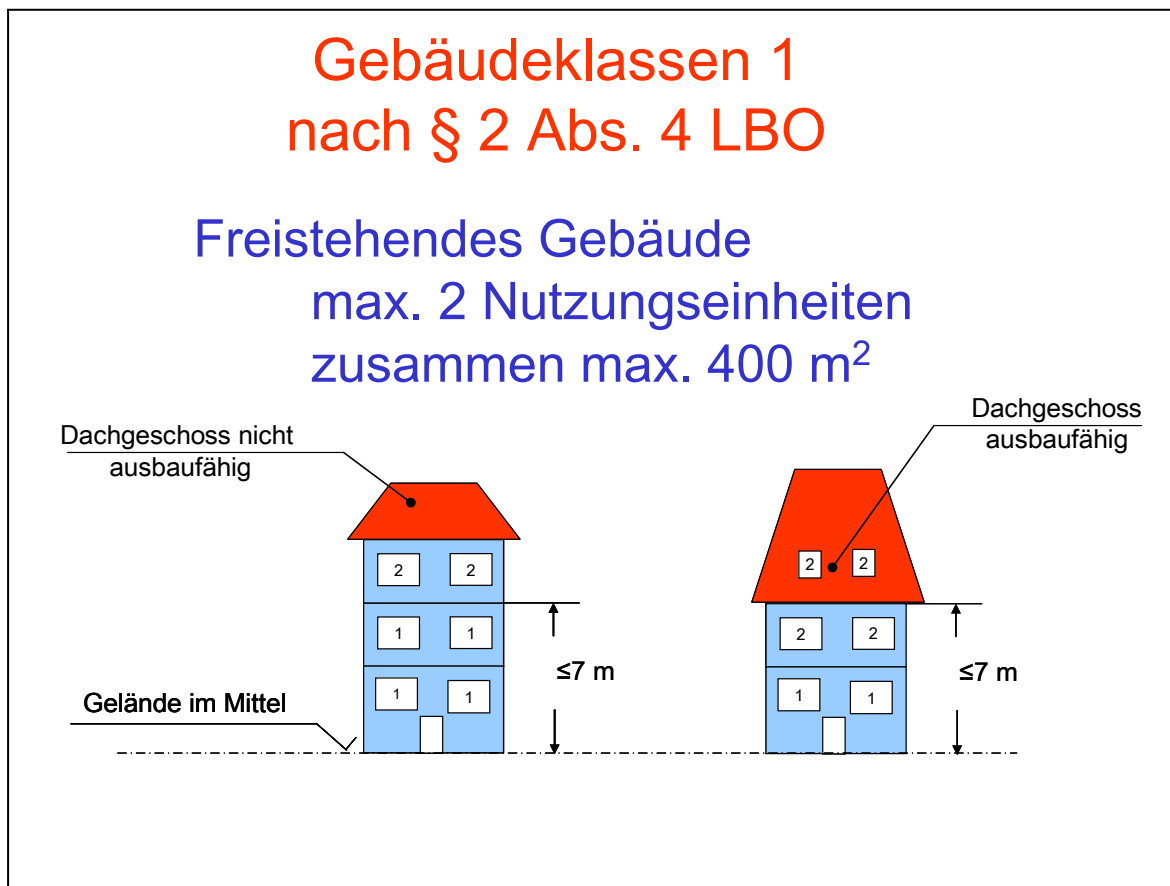 Gebäudeklassen 1
nach § 2 Abs. 4 LBO
Freistehendes Gebäude
max. 2 Nutzungseinheiten
zusammen max. 400 m²
Dachgeschoss nicht
ausbaufähig
Dachgeschoss
ausbaufähig
2 2
1 1
1 1
≤7 m
Gelände im Mittel
2 2
2 2
1 1
≤7 m